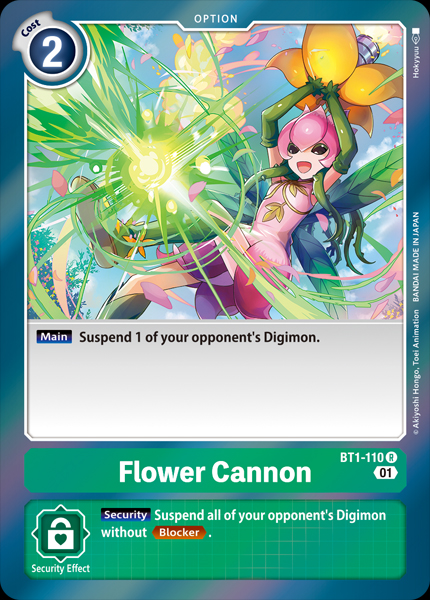 OPTION
Cost
2
Hokyyuu
Main Suspend 1 of your opponent's Digimon.
© Akiyoshi Hongo, Toei Animation BANDAI MADE IN JAPAN
BT1-110 R
Flower Cannon
01
Security Suspend all of your opponent's Digimon
without Blocker.
Security Effect